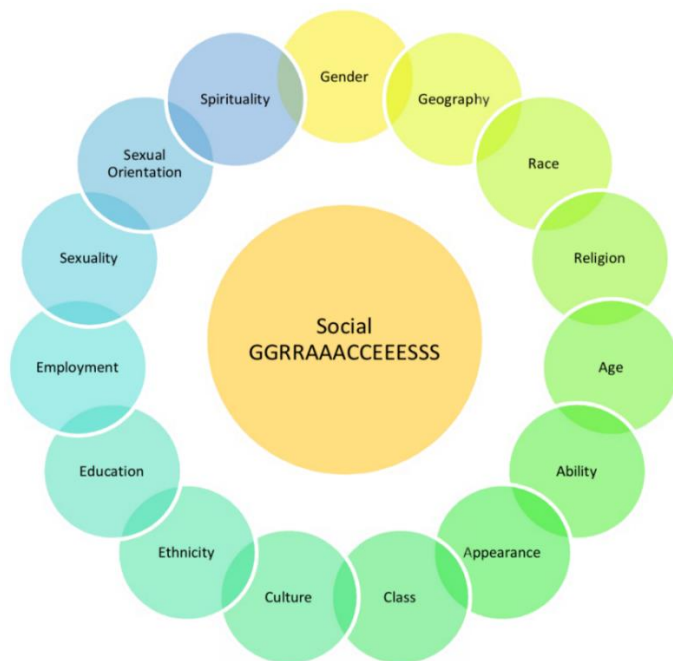 Gender
Geography
Race
Religion
Age
Ability
Appearance
Class
Culture
Ethnicity
Education
Employment
Sexuality
Sexual
Orientation
Spirituality
Social
GGRRAAACCEEESSS